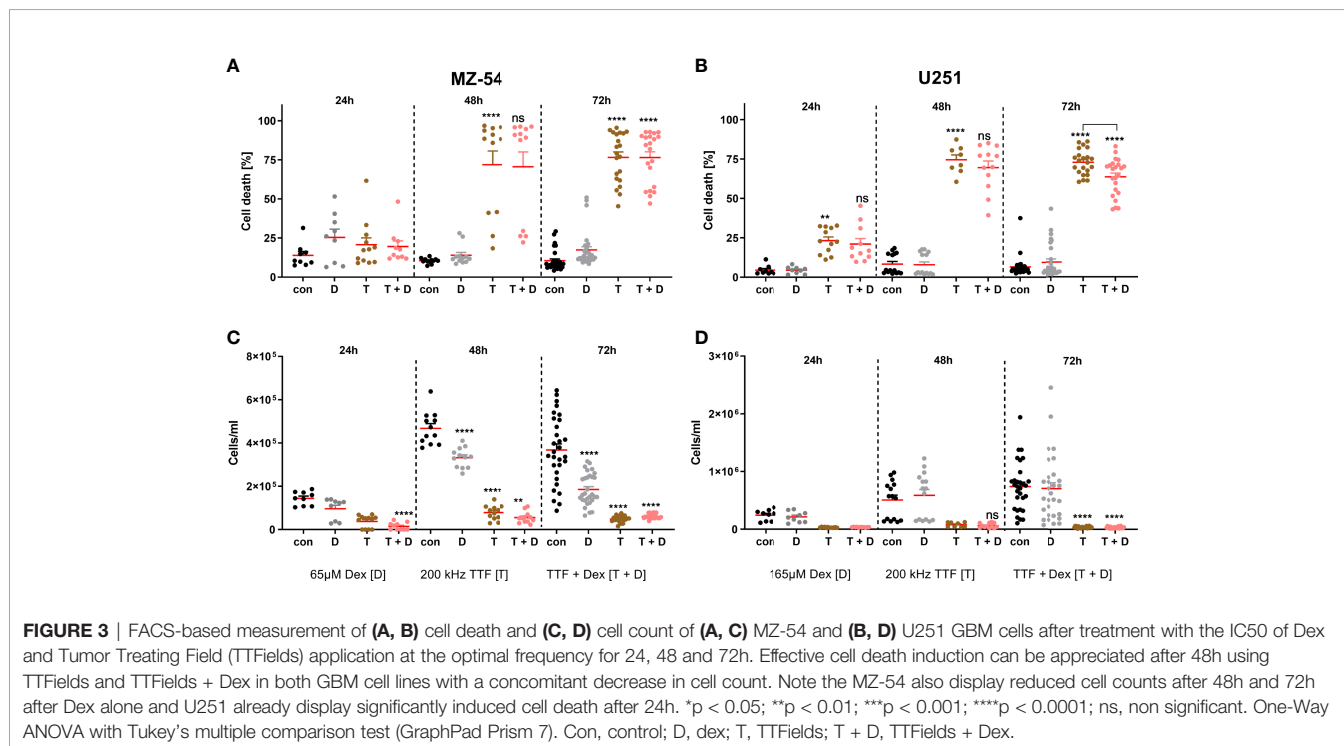 A
MZ-54
24h 48h 72h
**** ns **** ****
Cell death [%]
100
75
50
25
0
con D T T + D con D T T + D con D T T + D
B
U251
24h 48h 72h
** ns **** ns **** ****
Cell death [%]
100
75
50
25
0
con D T T + D con D T T + D con D T T + D
C
24h 48h 72h
**** **** **** ** **** **** ****
Cells/ml
8×10⁵
6×10⁵
4×10⁵
2×10⁵
0
con D T T + D con D T T + D con D T T + D
65µM Dex [D] 200 kHz TTF [T] TTF + Dex [T + D]
D
24h 48h 72h
ns **** ****
Cells/ml
3×10⁶
2×10⁶
1×10⁶
0
con D T T + D con D T T + D con D T T + D
165µM Dex [D] 200 kHz TTF [T] TTF + Dex [T + D]
FIGURE 3 | FACS-based measurement of (A, B) cell death and (C, D) cell count of (A, C) MZ-54 and (B, D) U251 GBM cells after treatment with the IC50 of Dex
and Tumor Treating Field (TTFields) application at the optimal frequency for 24, 48 and 72h. Effective cell death induction can be appreciated after 48h using
TTFields and TTFields + Dex in both GBM cell lines with a concomitant decrease in cell count. Note the MZ-54 also display reduced cell counts after 48h and 72h
after Dex alone and U251 already display significantly induced cell death after 24h. *p < 0.05; **p < 0.01; ***p < 0.001; ****p < 0.0001; ns, non significant. One-Way
ANOVA with Tukey's multiple comparison test (GraphPad Prism 7). Con, control; D, dex; T, TTFields; T + D, TTFields + Dex.